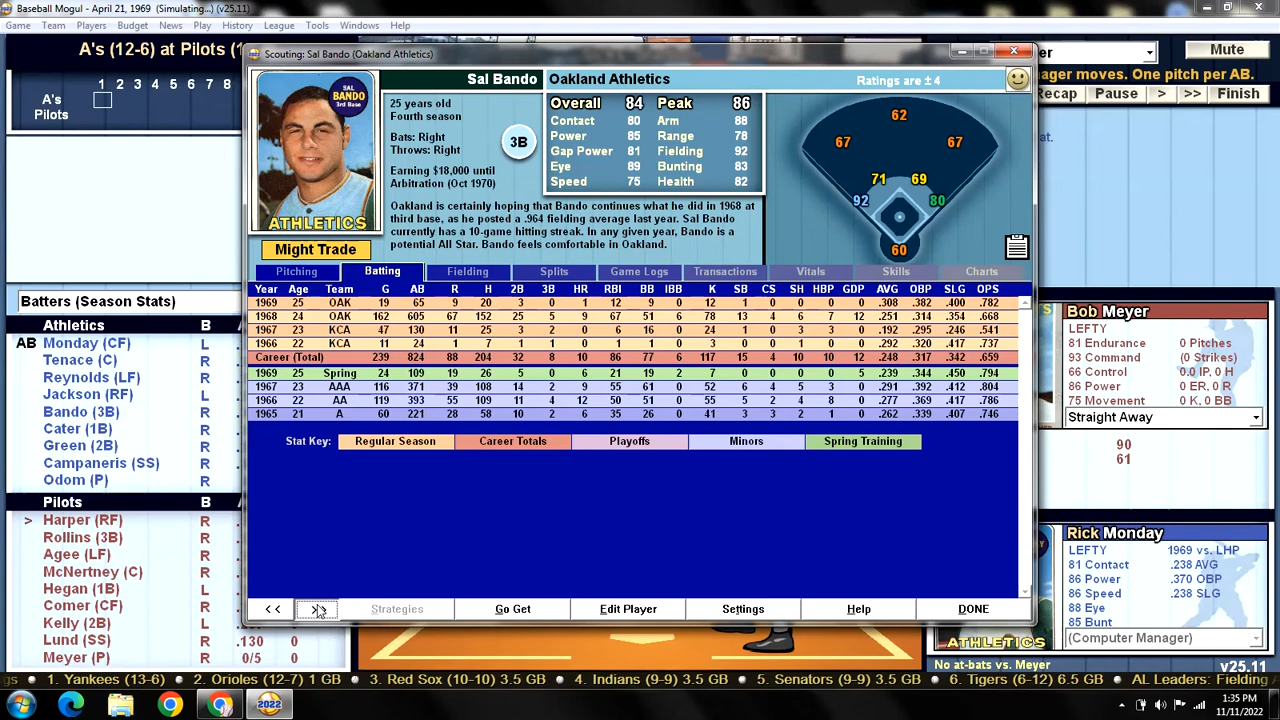 Baseball Mogul - April 21, 1969 (Simulating...) (v25.11)
Game Team Players Budget News Play History League Tools Windows Help
A's (12-6) at Pilots (1
1 2 3 4 5 6 7 8
A's
Pilots
Mute
nager moves. One pitch per AB.
Recap Pause > >> Finish
at.
Scouting: Sal Bando (Oakland Athletics)
SAL BANDO 3rd Base
ATHLETICS
Might Trade
Sal Bando
25 years old
Fourth season
Bats: Right
Throws: Right
Earning $18,000 until
Arbitration (Oct 1970)
3B
Oakland Athletics Ratings are ± 4
Overall 84 Peak 86
Contact 80 Arm 88
Power 85 Range 78
Gap Power 81 Fielding 92
Eye 89 Bunting 83
Speed 75 Health 82
62
67 67
71 69
92 80
60
Oakland is certainly hoping that Bando continues what he did in 1968 at
third base, as he posted a .964 fielding average last year. Sal Bando
currently has a 10-game hitting streak. In any given year, Bando is a
potential All Star. Bando feels comfortable in Oakland.
Pitching Batting Fielding Splits Game Logs Transactions Vitals Skills Charts
Year Age Team G AB R H 2B 3B HR RBI BB IBB K SB CS SH HBP GDP AVG OBP SLG OPS
1969 25 OAK 19 65 9 20 3 0 1 12 9 0 12 1 0 0 0 0 .308 .382 .400 .782
1968 24 OAK 162 605 67 152 25 5 9 67 51 6 78 13 4 6 7 12 .251 .314 .354 .668
1967 23 KCA 47 130 11 25 3 2 0 6 16 0 24 1 0 3 3 0 .192 .295 .246 .541
1966 22 KCA 11 24 1 7 1 1 0 1 1 0 3 0 0 1 0 0 .292 .320 .417 .737
Career (Total) 239 824 88 204 32 8 10 86 77 6 117 15 4 10 10 12 .248 .317 .342 .659
1969 25 Spring 24 109 19 26 5 0 6 21 19 2 7 0 0 0 0 5 .239 .344 .450 .794
1967 23 AAA 116 371 39 108 14 2 9 55 61 0 52 6 4 5 4 0 .291 .392 .412 .804
1966 22 AA 119 393 55 109 11 4 12 50 51 0 55 5 2 4 8 0 .277 .369 .417 .786
1965 21 A 60 221 28 58 10 2 6 35 26 0 41 3 3 2 1 0 .262 .339 .407 .746
Stat Key: Regular Season Career Totals Playoffs Minors Spring Training
<< >> Strategies Go Get Edit Player Settings Help DONE
Batters (Season Stats)
Athletics B
AB Monday (CF) L
Tenace (C) R
Reynolds (LF) R
Jackson (RF) R
Bando (3B) R
Cater (1B) R
Green (2B) R
Campaneris (SS) R
Odom (P) R
Pilots B
> Harper (RF) R
Rollins (3B) R
Agee (LF) R
McNertney (C) R
Hegan (1B) L
Comer (CF) R
Kelly (2B) L
Lund (SS) R .130 0
Meyer (P) R 0/5 0
Bob Meyer
LEFTY
81 Endurance 0 Pitches
93 Command (0 Strikes)
66 Control 0.0 IP, 0 H
86 Power 0 ER, 0 R
75 Movement 0 K, 0 BB
Straight Away
90
61
Rick Monday
LEFTY 1969 vs. LHP
81 Contact .238 AVG
86 Power .370 OBP
86 Speed .238 SLG
88 Eye
85 Bunt
(Computer Manager)
ATHLETICS
No at-bats vs. Meyer v25.11
gs • 1. Yankees (13-6) • 2. Orioles (12-7) 1 GB • 3. Red Sox (10-10) 3.5 GB • 4. Indians (9-9) 3.5 GB • 5. Senators (9-9) 3.5 GB • 6. Tigers (6-12) 6.5 GB • AL Leaders: Fielding
2022
1:35 PM
11/11/2022